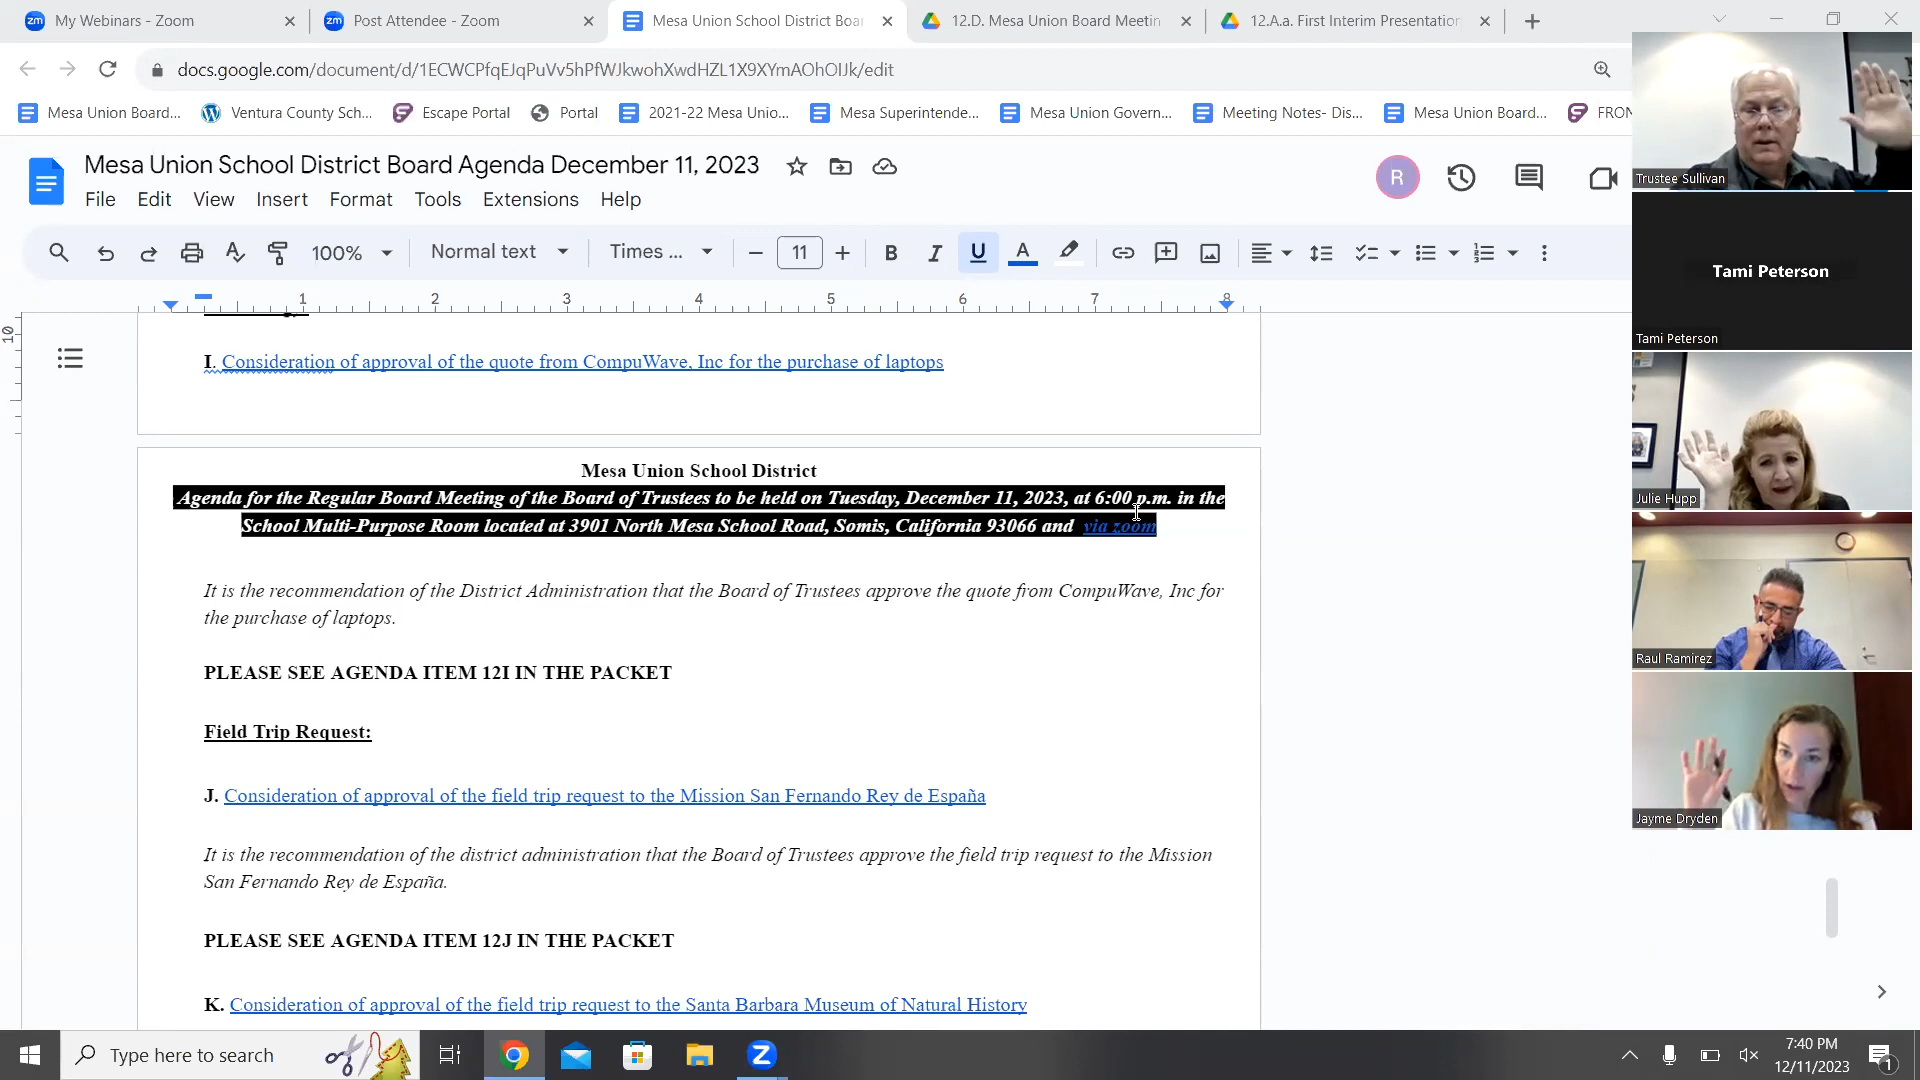 My Webinars - Zoom
Post Attendee - Zoom
Mesa Union School District Boar
12.D. Mesa Union Board Meetin
12.A.a. First Interim Presentation
docs.google.com/document/d/1ECWCPfqEJqPuVv5hPfWJkwohXwdHZL1X9XYmAOhOIJk/edit
Mesa Union Board...
Ventura County Sch...
Escape Portal
Portal
2021-22 Mesa Unio...
Mesa Superintende...
Mesa Union Govern...
Meeting Notes- Dis...
Mesa Union Board...
FRON
Mesa Union School District Board Agenda December 11, 2023
R
File Edit View Insert Format Tools Extensions Help
100% Normal text Times ... 11 B I U A
1 2 3 4 5 6 7 8
10
I. Consideration of approval of the quote from CompuWave, Inc for the purchase of laptops
Mesa Union School District
Agenda for the Regular Board Meeting of the Board of Trustees to be held on Tuesday, December 11, 2023, at 6:00 p.m. in the
School Multi-Purpose Room located at 3901 North Mesa School Road, Somis, California 93066 and via zoom
It is the recommendation of the District Administration that the Board of Trustees approve the quote from CompuWave, Inc for
the purchase of laptops.
PLEASE SEE AGENDA ITEM 12I IN THE PACKET
Field Trip Request:
J. Consideration of approval of the field trip request to the Mission San Fernando Rey de España
It is the recommendation of the district administration that the Board of Trustees approve the field trip request to the Mission
San Fernando Rey de España.
PLEASE SEE AGENDA ITEM 12J IN THE PACKET
K. Consideration of approval of the field trip request to the Santa Barbara Museum of Natural History
Trustee Sullivan
Tami Peterson
Tami Peterson
Julie Hupp
Raul Ramirez
Jayme Dryden
Type here to search
7:40 PM
12/11/2023
1